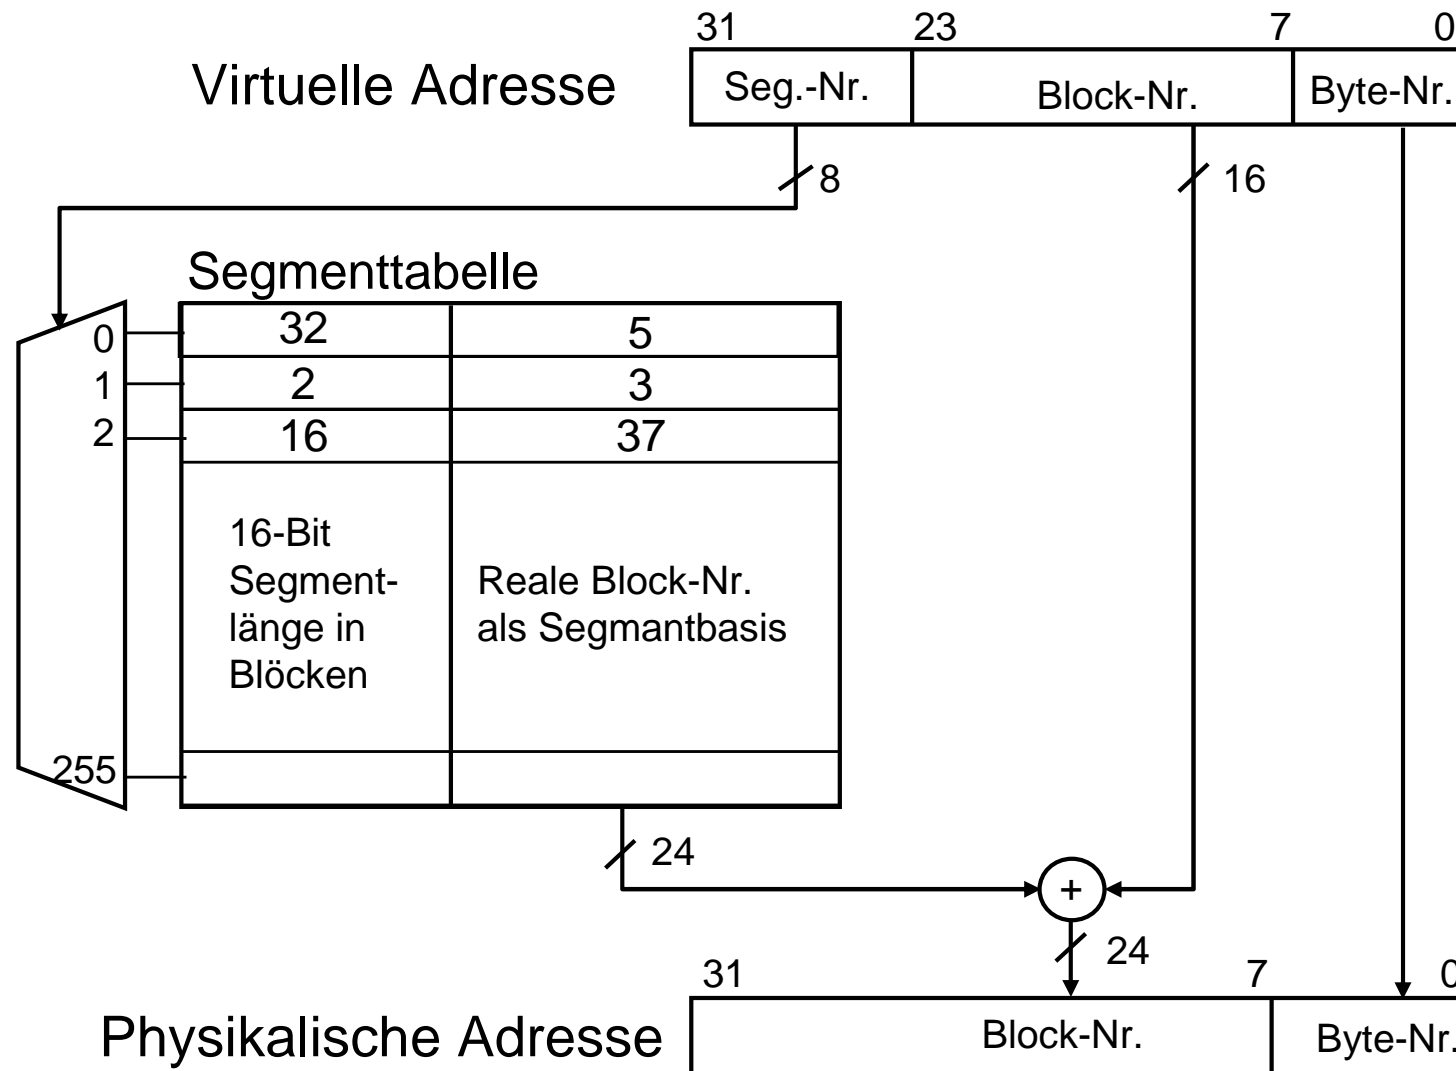 31 23 7 0
Virtuelle Adresse Seg.-Nr. Block-Nr. Byte-Nr.
8 16
Segmenttabelle
0 32 5
1 2 3
2 16 37
16-Bit
Segment-
länge in
Blöcken
Reale Block-Nr.
als Segmantbasis
255
24
+
24
31 7 0
Physikalische Adresse Block-Nr. Byte-Nr.